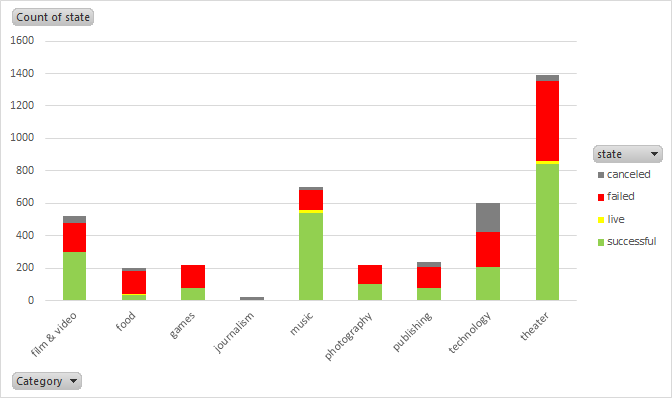 Count of state
1600
1400
1200
1000
800
600
400
200
0
film & video
food
games
journalism
music
photography
publishing
technology
theater
state
canceled
failed
live
successful
Category